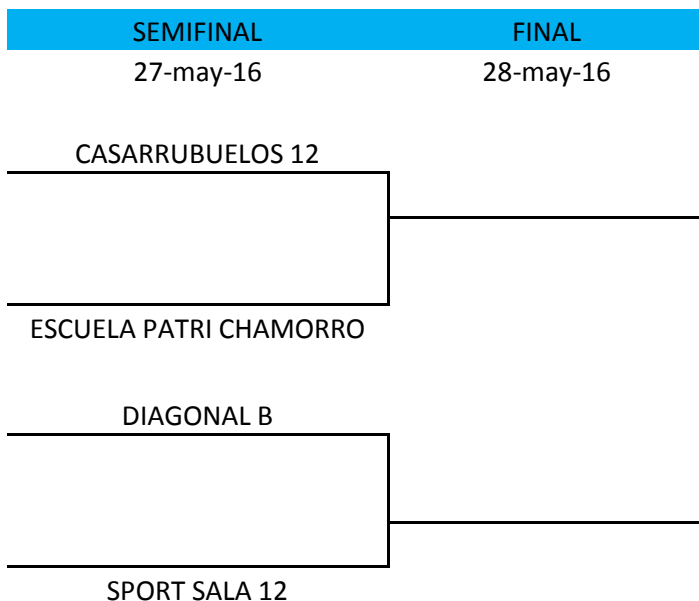 SEMIFINAL FINAL
27-may-16 28-may-16
CASARRUBUELOS 12
ESCUELA PATRI CHAMORRO
DIAGONAL B
SPORT SALA 12